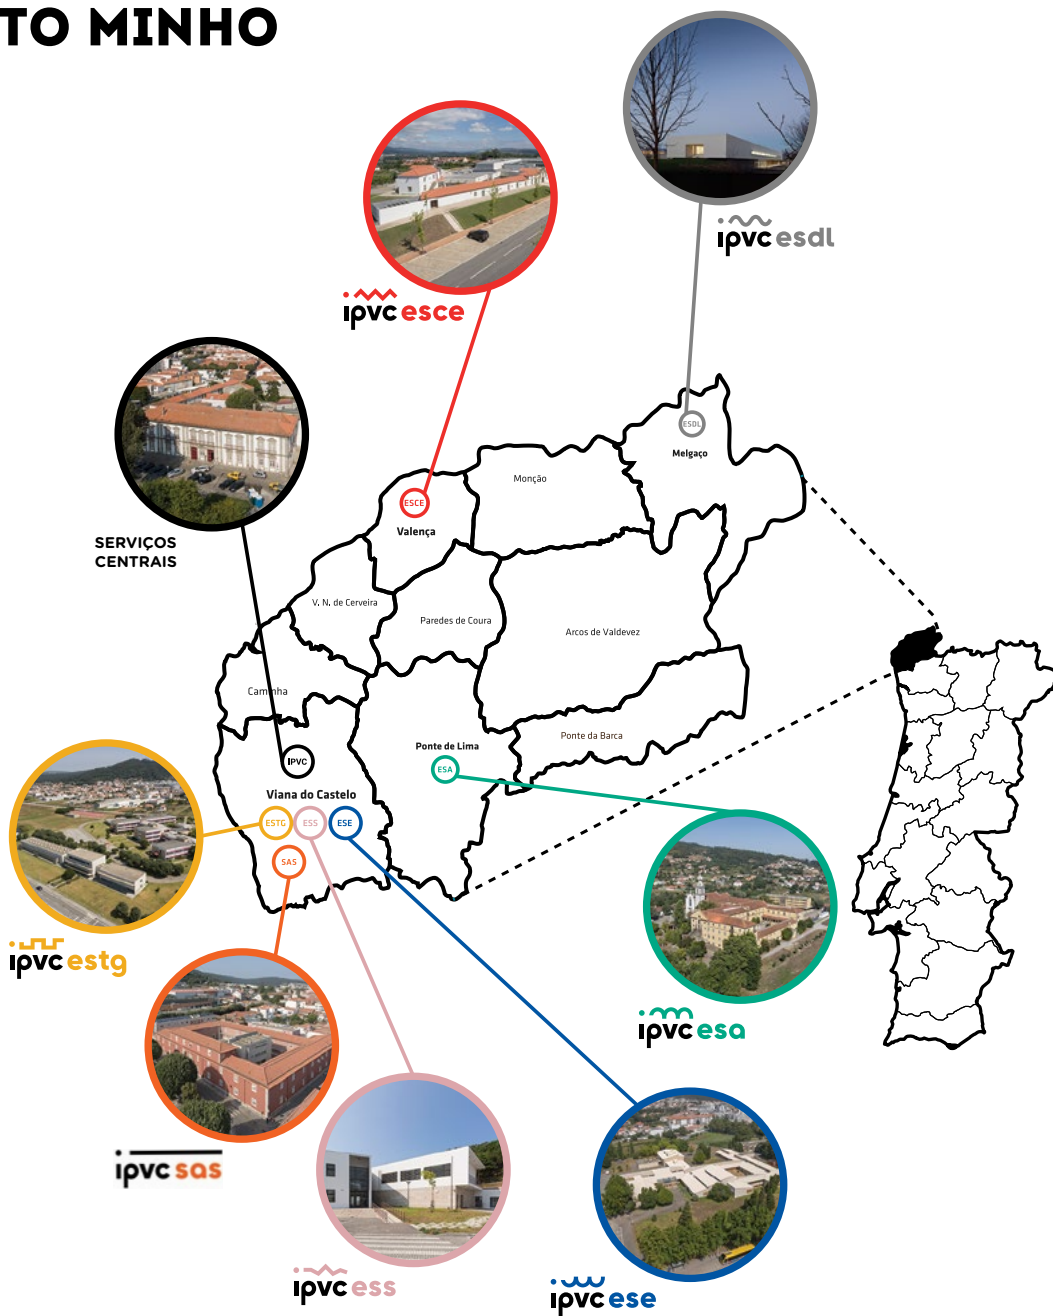 TO MINHO
ipvc esdl
ipvc esce
SERVIÇOS
CENTRAIS
ESDL
Melgaço
Monção
ESCE
Valença
V. N. de Cerveira
Paredes de Coura
Arcos de Valdevez
Caminha
Ponte de Lima
Ponte da Barca
IPVC
ESA
Viana do Castelo
ESTG
ESS
ESE
SAS
ipvc estg
ipvc esa
ipvc sas
ipvc ess
ipvc ese